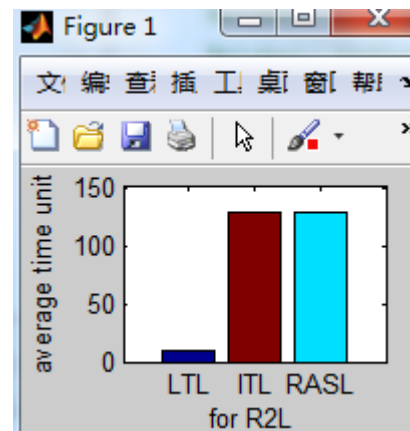 Figure 1
文 编 查 插 工 桌 窗 帮
150
100
50
0
average time unit
LTL ITL RASL
for R2L